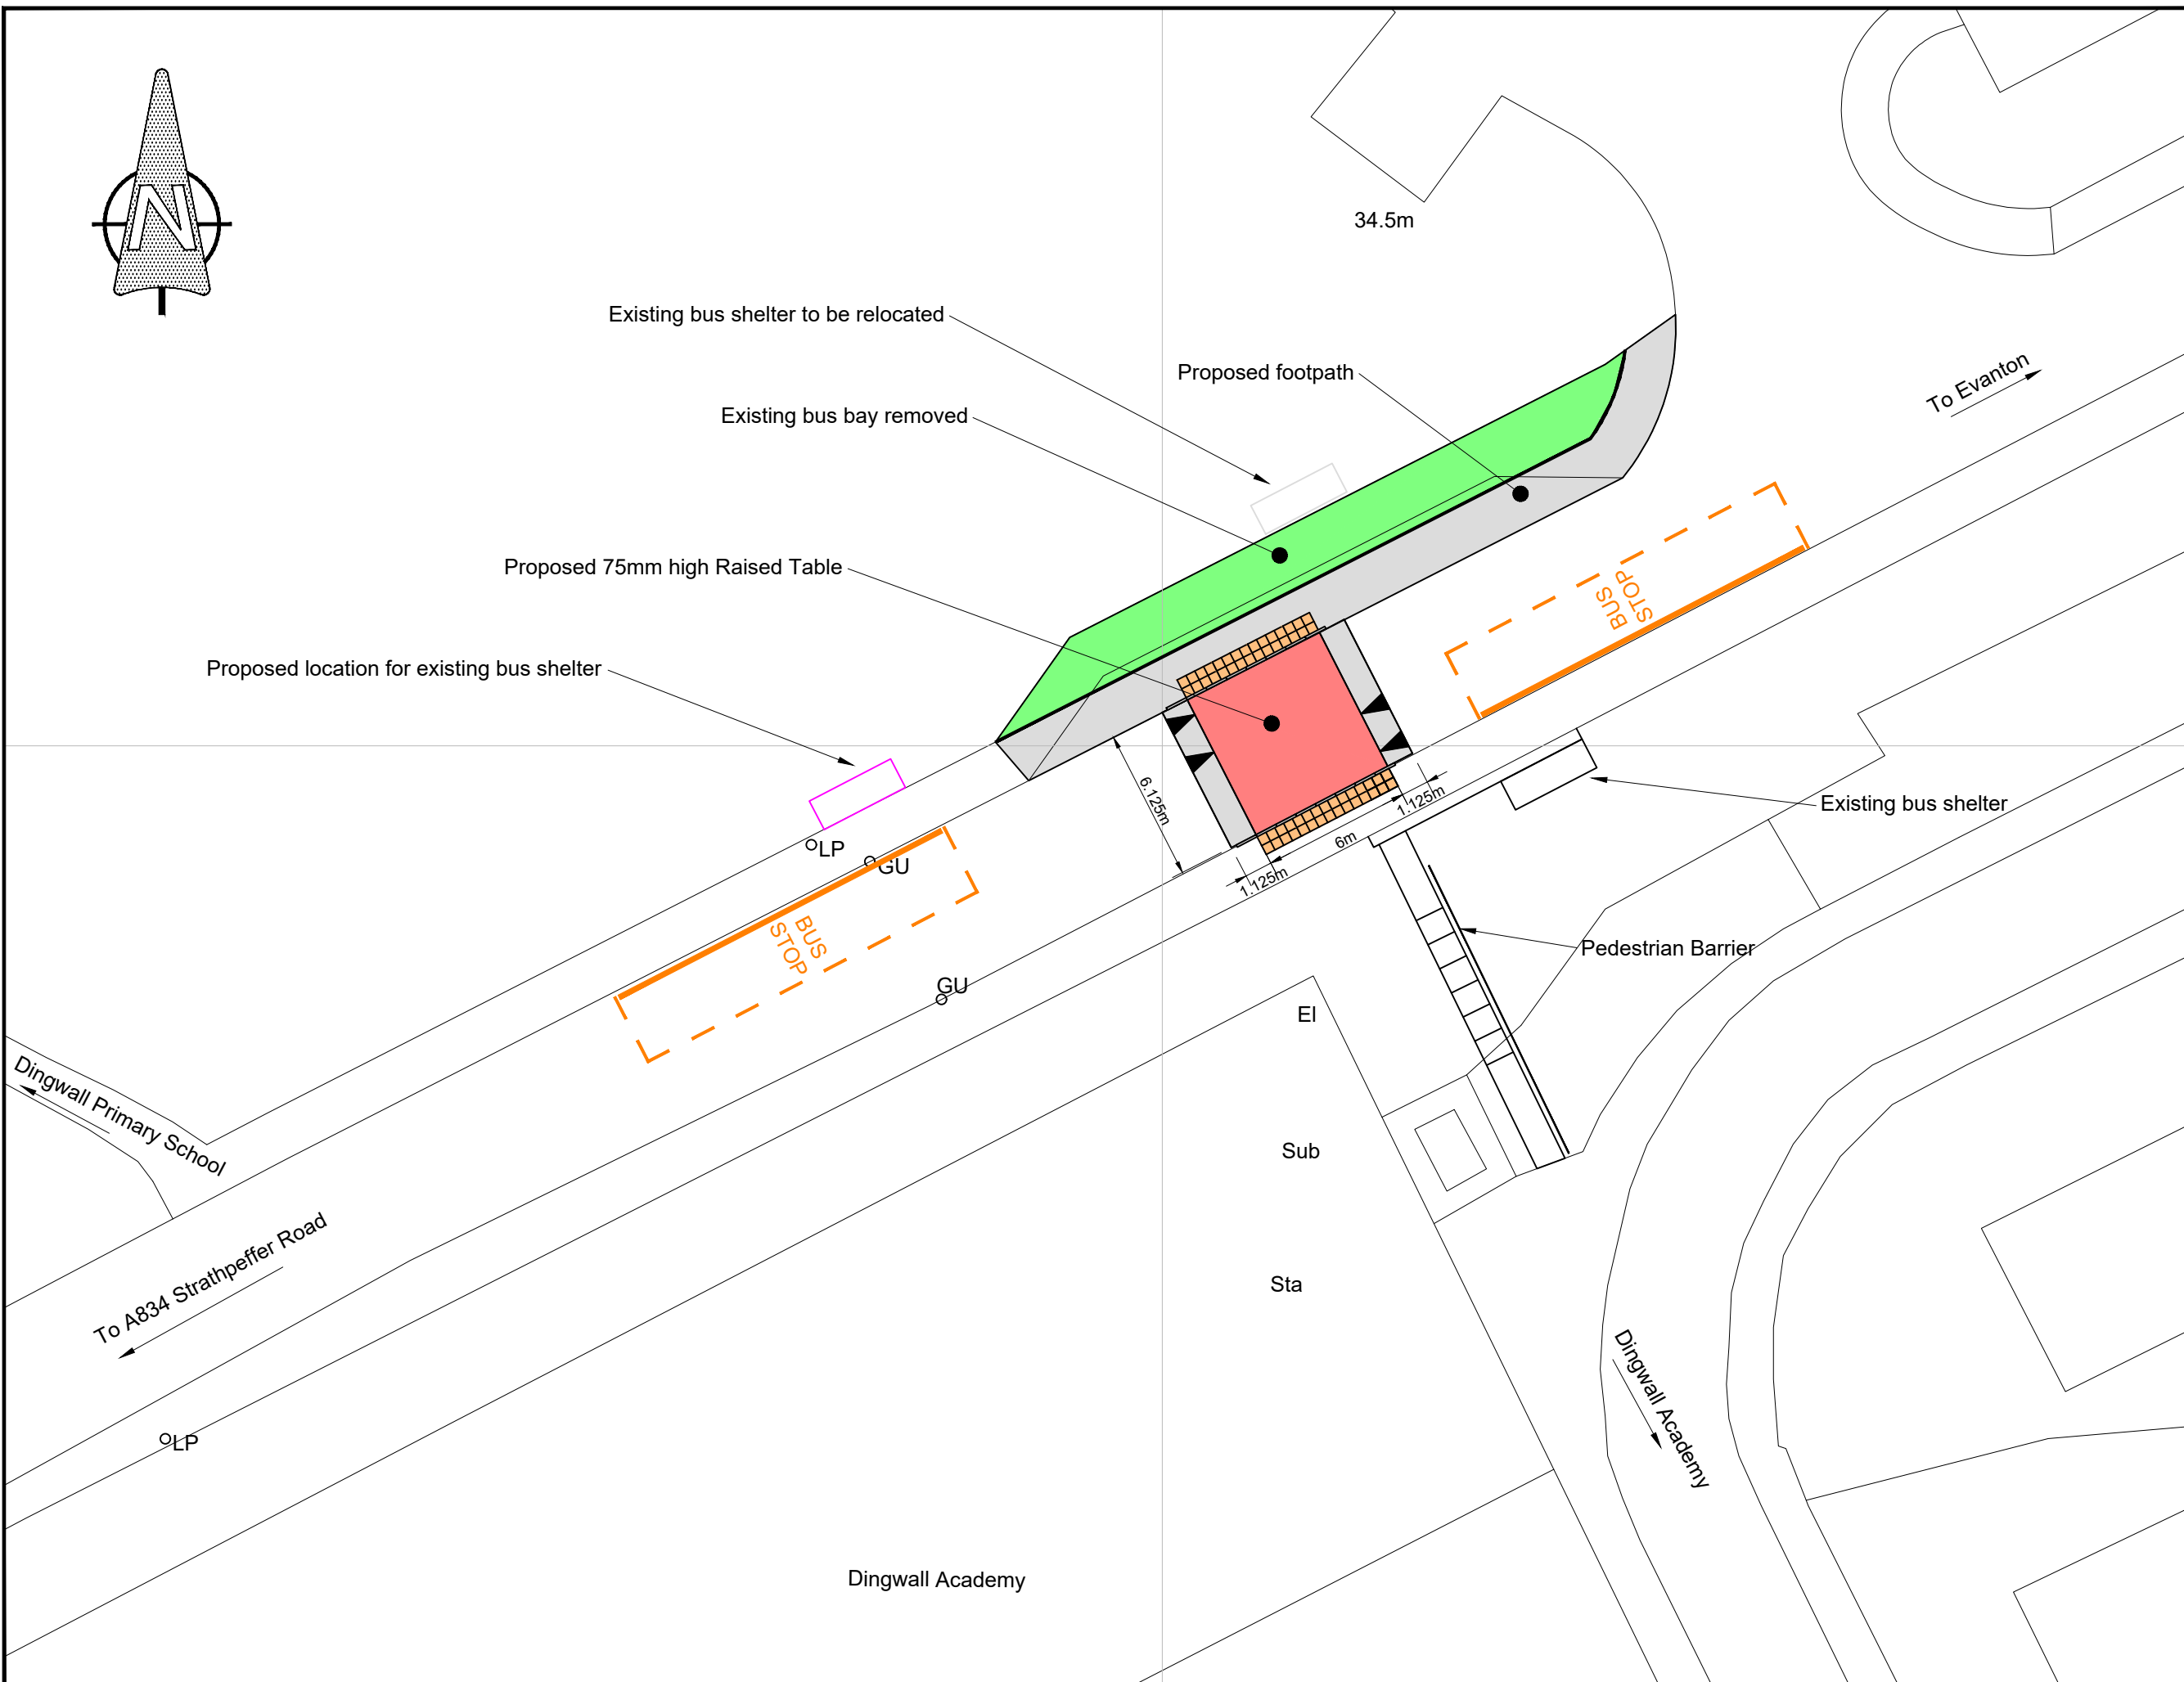 N
34.5m
Existing bus shelter to be relocated
To Evanton
Proposed footpath
Existing bus bay removed
Proposed 75mm high Raised Table
BUS
STOP
Proposed location for existing bus shelter
6.125m
1.125m
6m
1.125m
Existing bus shelter
LP
GU
BUS
STOP
Pedestrian Barrier
GU
El
Dingwall Primary School
Sub
To A834 Strathpeffer Road
Sta
Dingwall Academy
LP
Dingwall Academy